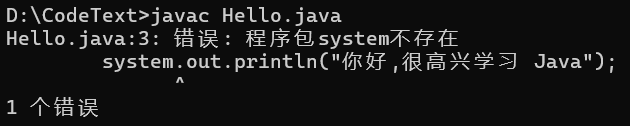 D:\CodeText>javac Hello.java
Hello.java:3: 错误: 程序包system不存在
        system.out.println("你好,很高兴学习 Java");
              ^
1 个错误